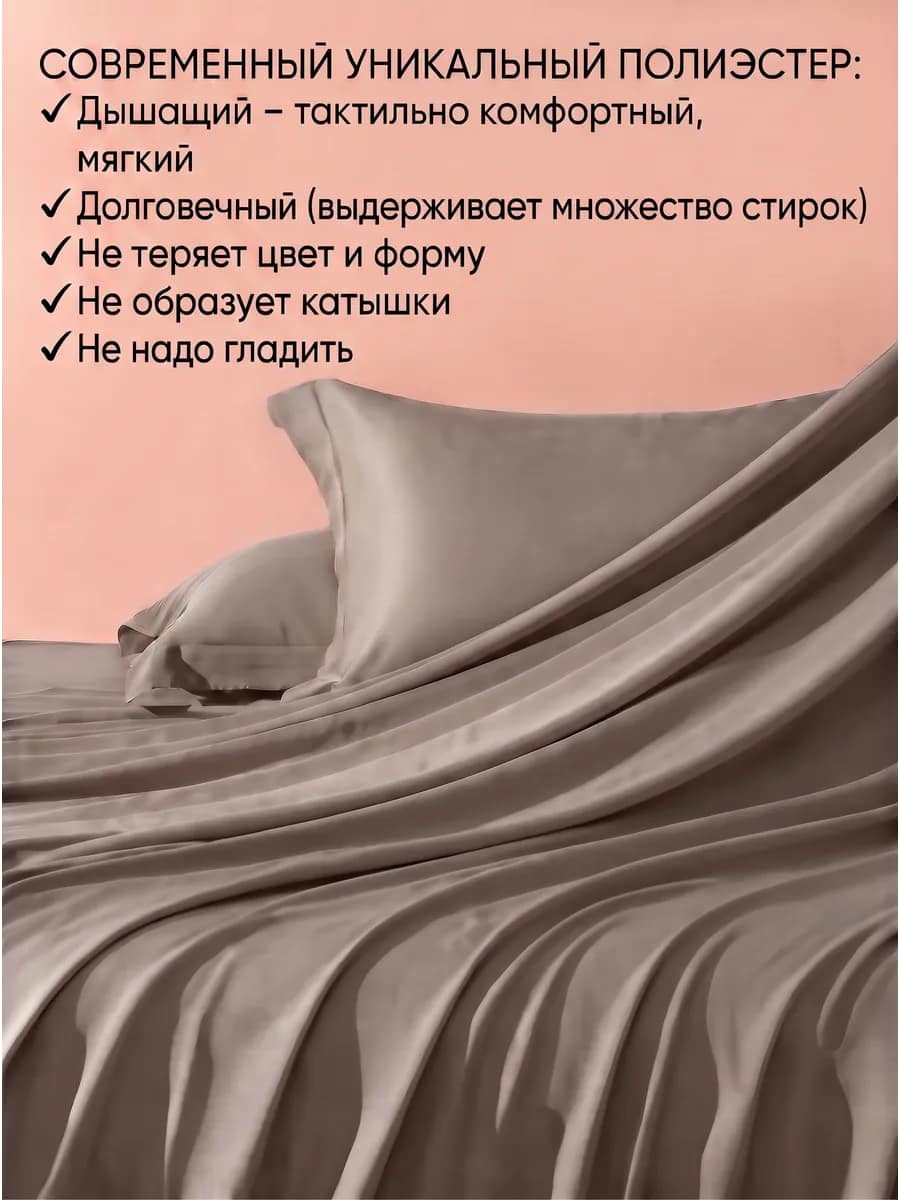 СОВРЕМЕННЫЙ УНИКАЛЬНЫЙ ПОЛИЭСТЕР:
✓Дышащий – тактильно комфортный,
мягкий
✓Долговечный (выдерживает множество стирок)
✓Не теряет цвет и форму
✓Не образует катышки
✓Не надо гладить